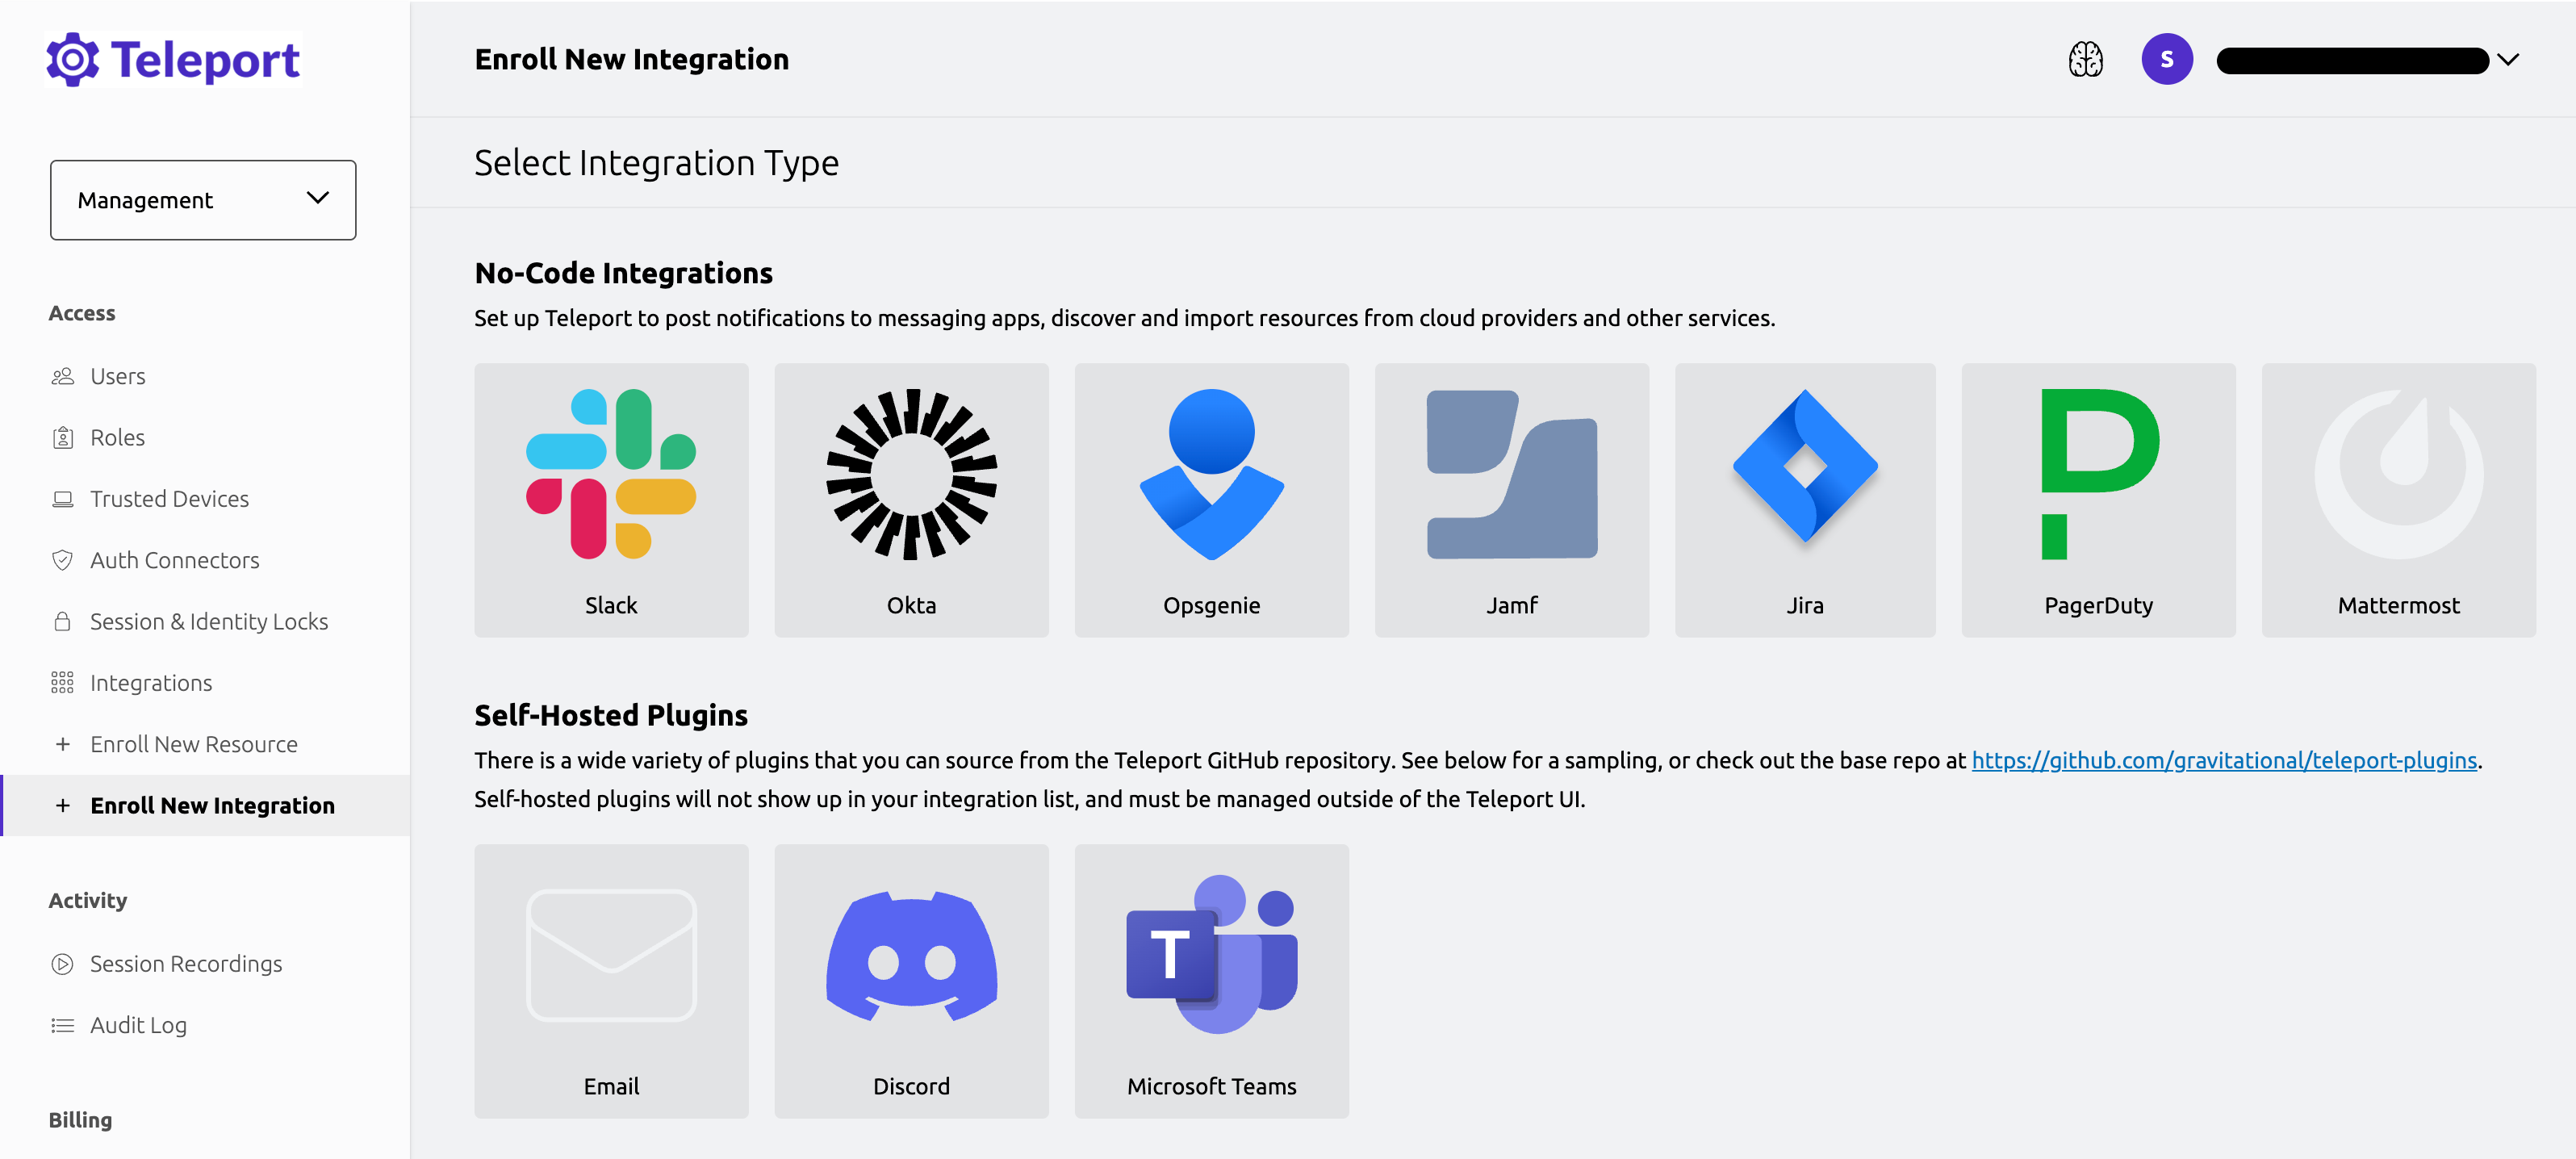 Teleport
Management
Access
Users
Roles
Trusted Devices
Auth Connectors
Session & Identity Locks
Integrations
+ Enroll New Resource
+ Enroll New Integration
Activity
Session Recordings
Audit Log
Billing
Enroll New Integration
S
Select Integration Type
No-Code Integrations
Set up Teleport to post notifications to messaging apps, discover and import resources from cloud providers and other services.
Slack
Okta
Opsgenie
Jamf
Jira
PagerDuty
Mattermost
Self-Hosted Plugins
There is a wide variety of plugins that you can source from the Teleport GitHub repository. See below for a sampling, or check out the base repo at https://github.com/gravitational/teleport-plugins.
Self-hosted plugins will not show up in your integration list, and must be managed outside of the Teleport UI.
Email
Discord
T
Microsoft Teams